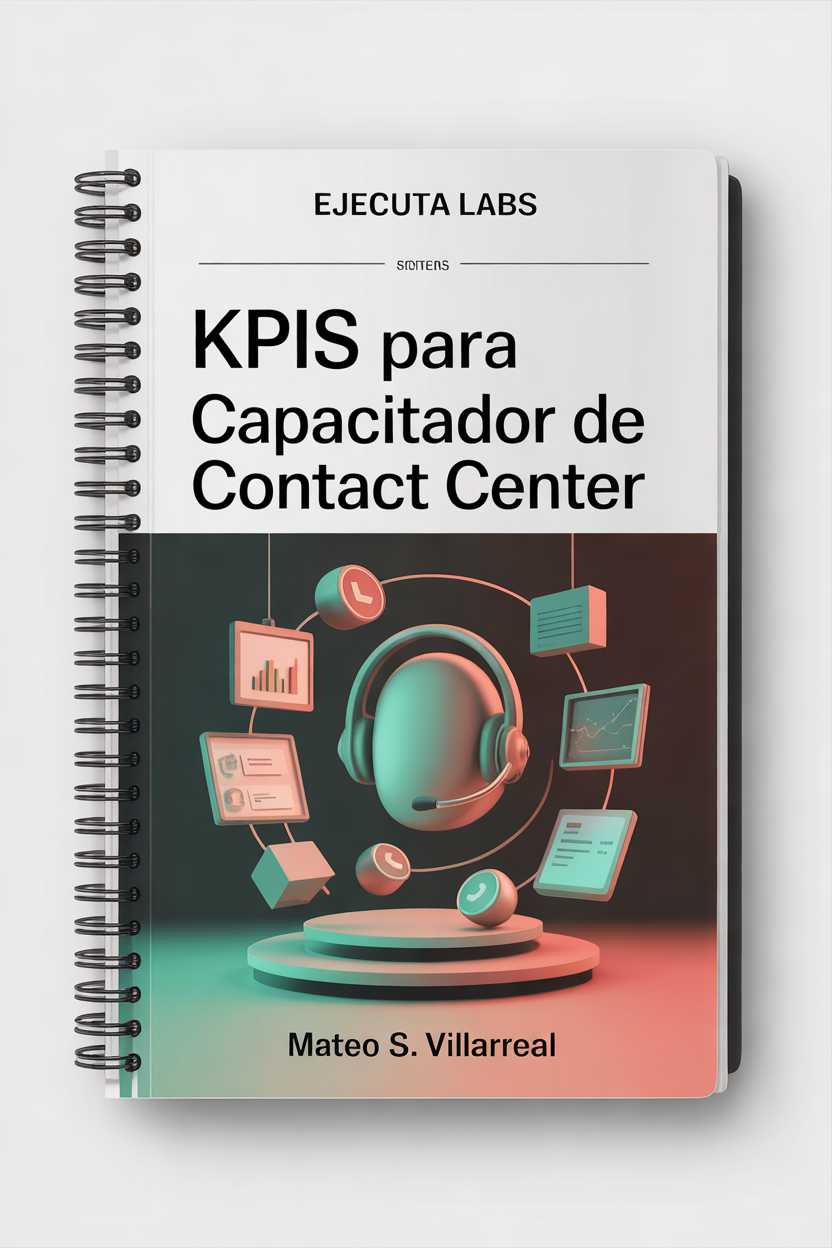 EJECUTA LABS
KPIS para
Capacitador de
Contact Center
Mateo S. Villarreal